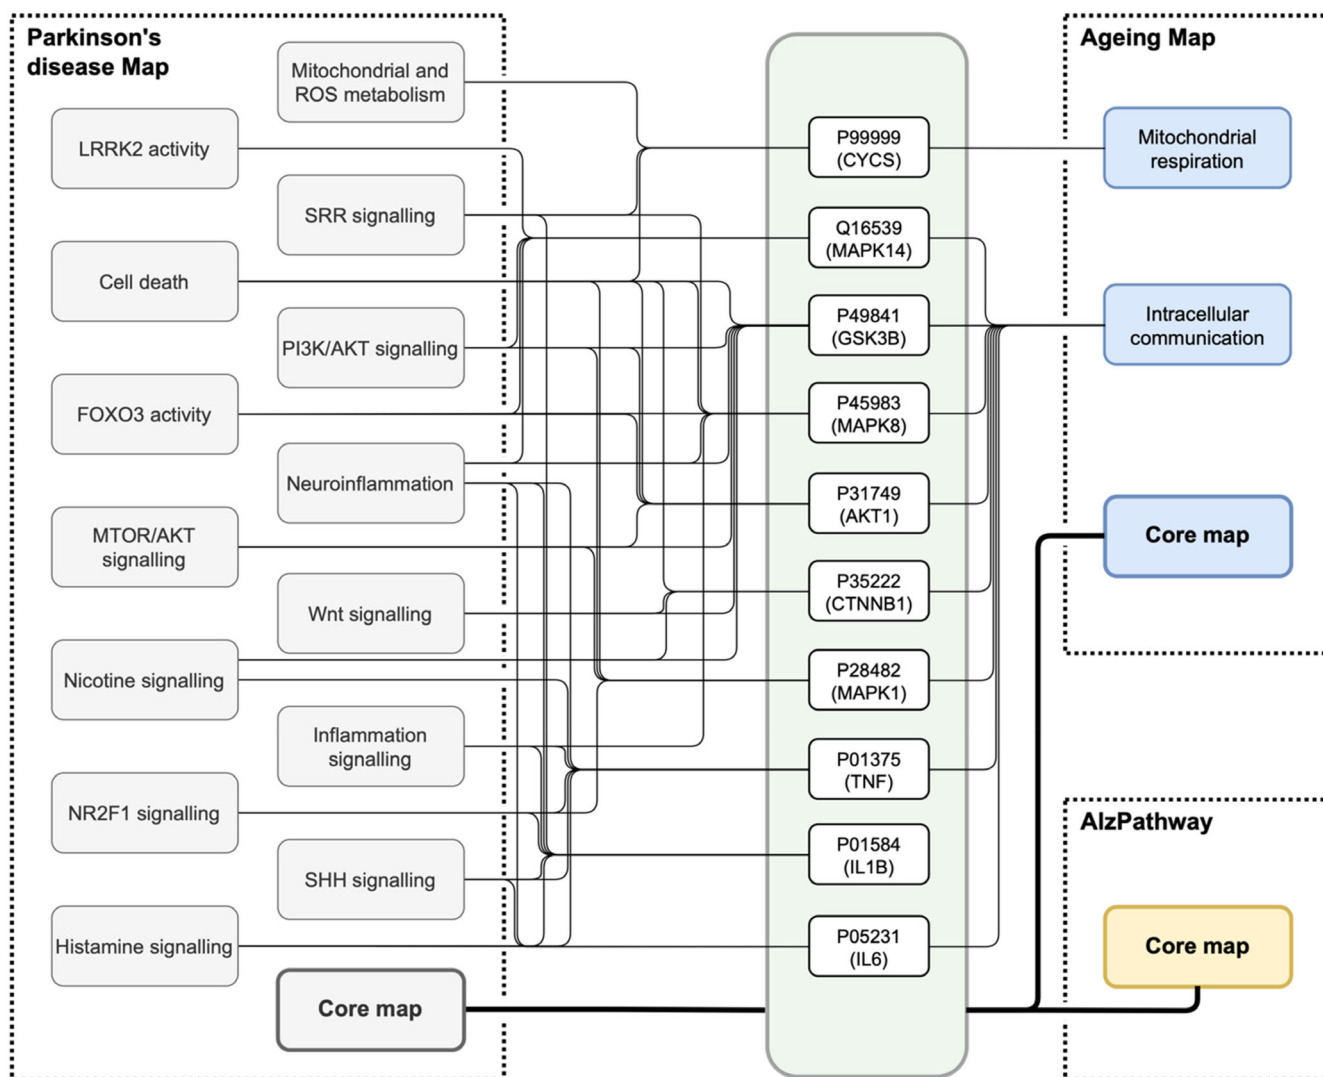 Parkinson's
disease Map
Mitochondrial and
ROS metabolism
LRRK2 activity
SRR signalling
Cell death
PI3K/AKT signalling
FOXO3 activity
Neuroinflammation
MTOR/AKT
signalling
Wnt signalling
Nicotine signalling
Inflammation
signalling
NR2F1 signalling
SHH signalling
Histamine signalling
Core map
P99999
(CYCS)
Q16539
(MAPK14)
P49841
(GSK3B)
P45983
(MAPK8)
P31749
(AKT1)
P35222
(CTNNB1)
P28482
(MAPK1)
P01375
(TNF)
P01584
(IL1B)
P05231
(IL6)
Ageing Map
Mitochondrial
respiration
Intracellular
communication
Core map
AlzPathway
Core map